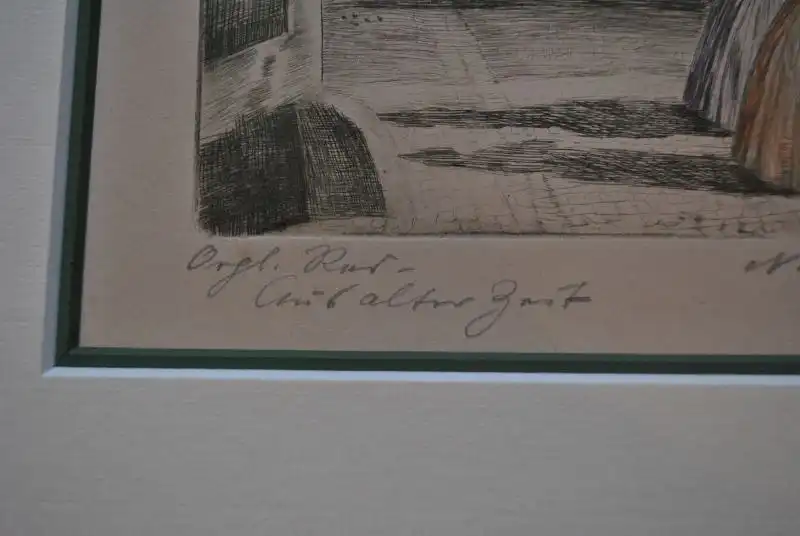 Orgl. Rad-
Aus alter Zeit
N.